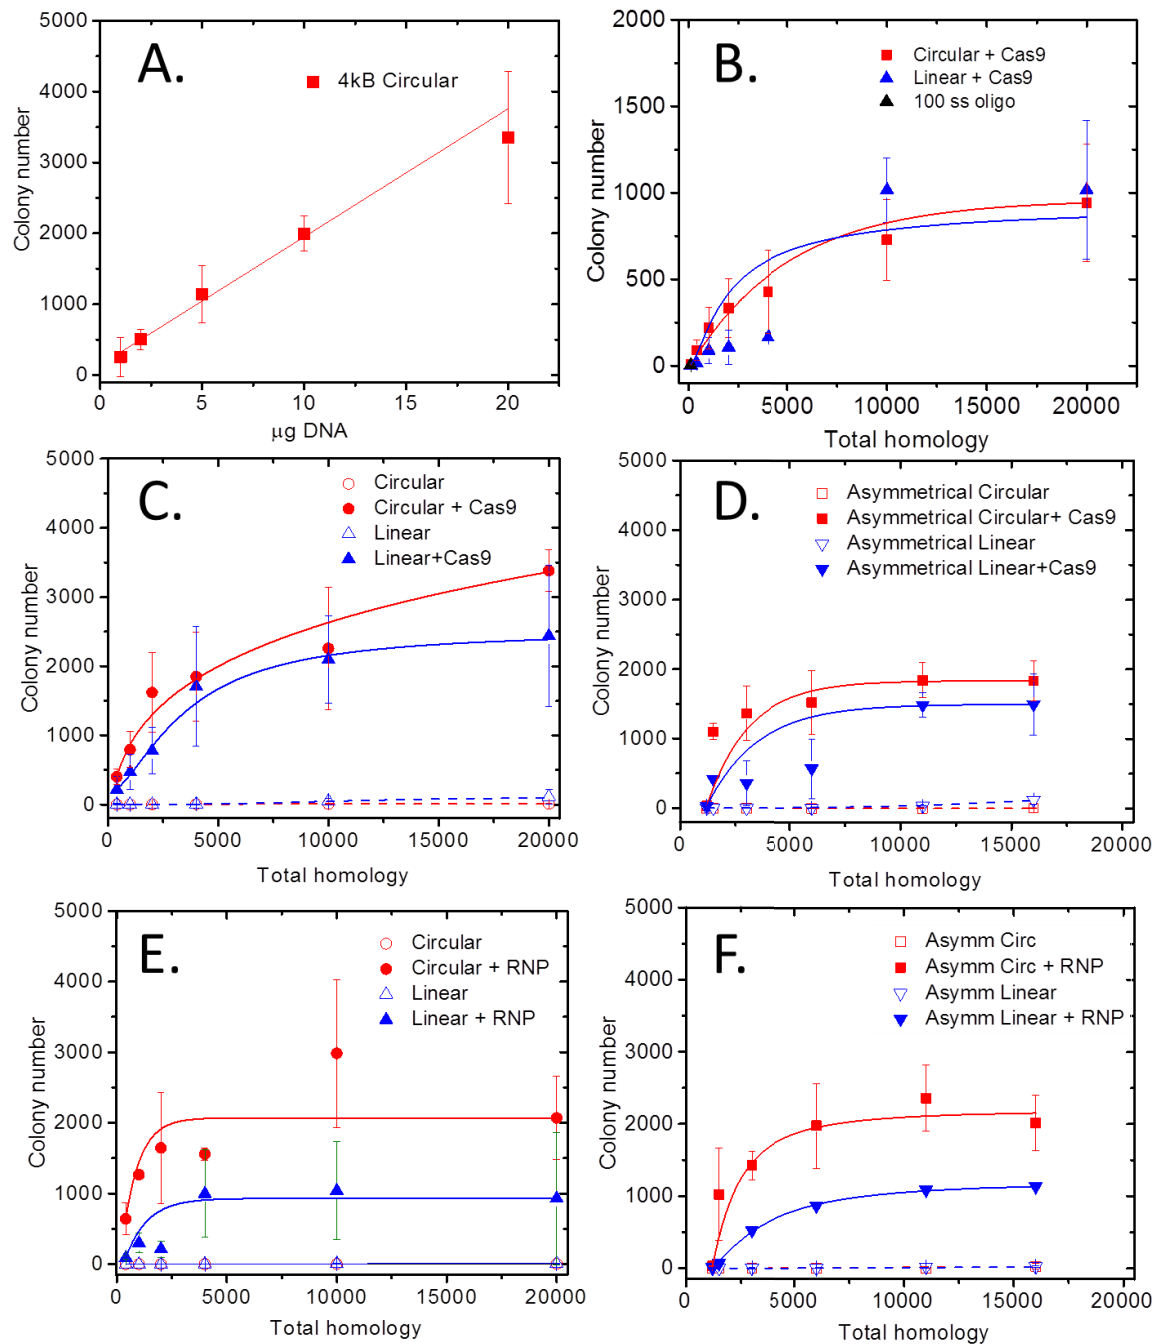 A.
4kB Circular
5000
4000
3000
2000
1000
0
Colony number
0 5 10 15 20
μg DNA
B.
Circular + Cas9
Linear + Cas9
100 ss oligo
2000
1500
1000
500
0
Colony number
0 5000 10000 15000 20000
Total homology
C.
Circular
Circular + Cas9
Linear
Linear+Cas9
5000
4000
3000
2000
1000
0
Colony number
0 5000 10000 15000 20000
Total homology
D.
Asymmetrical Circular
Asymmetrical Circular+ Cas9
Asymmetrical Linear
Asymmetrical Linear+Cas9
5000
4000
3000
2000
1000
0
Colony number
0 5000 10000 15000 20000
Total homology
E.
Circular
Circular + RNP
Linear
Linear + RNP
5000
4000
3000
2000
1000
0
Colony number
0 5000 10000 15000 20000
Total homology
F.
Asymm Circ
Asymm Circ + RNP
Asymm Linear
Asymm Linear + RNP
5000
4000
3000
2000
1000
0
Colony number
0 5000 10000 15000 20000
Total homology